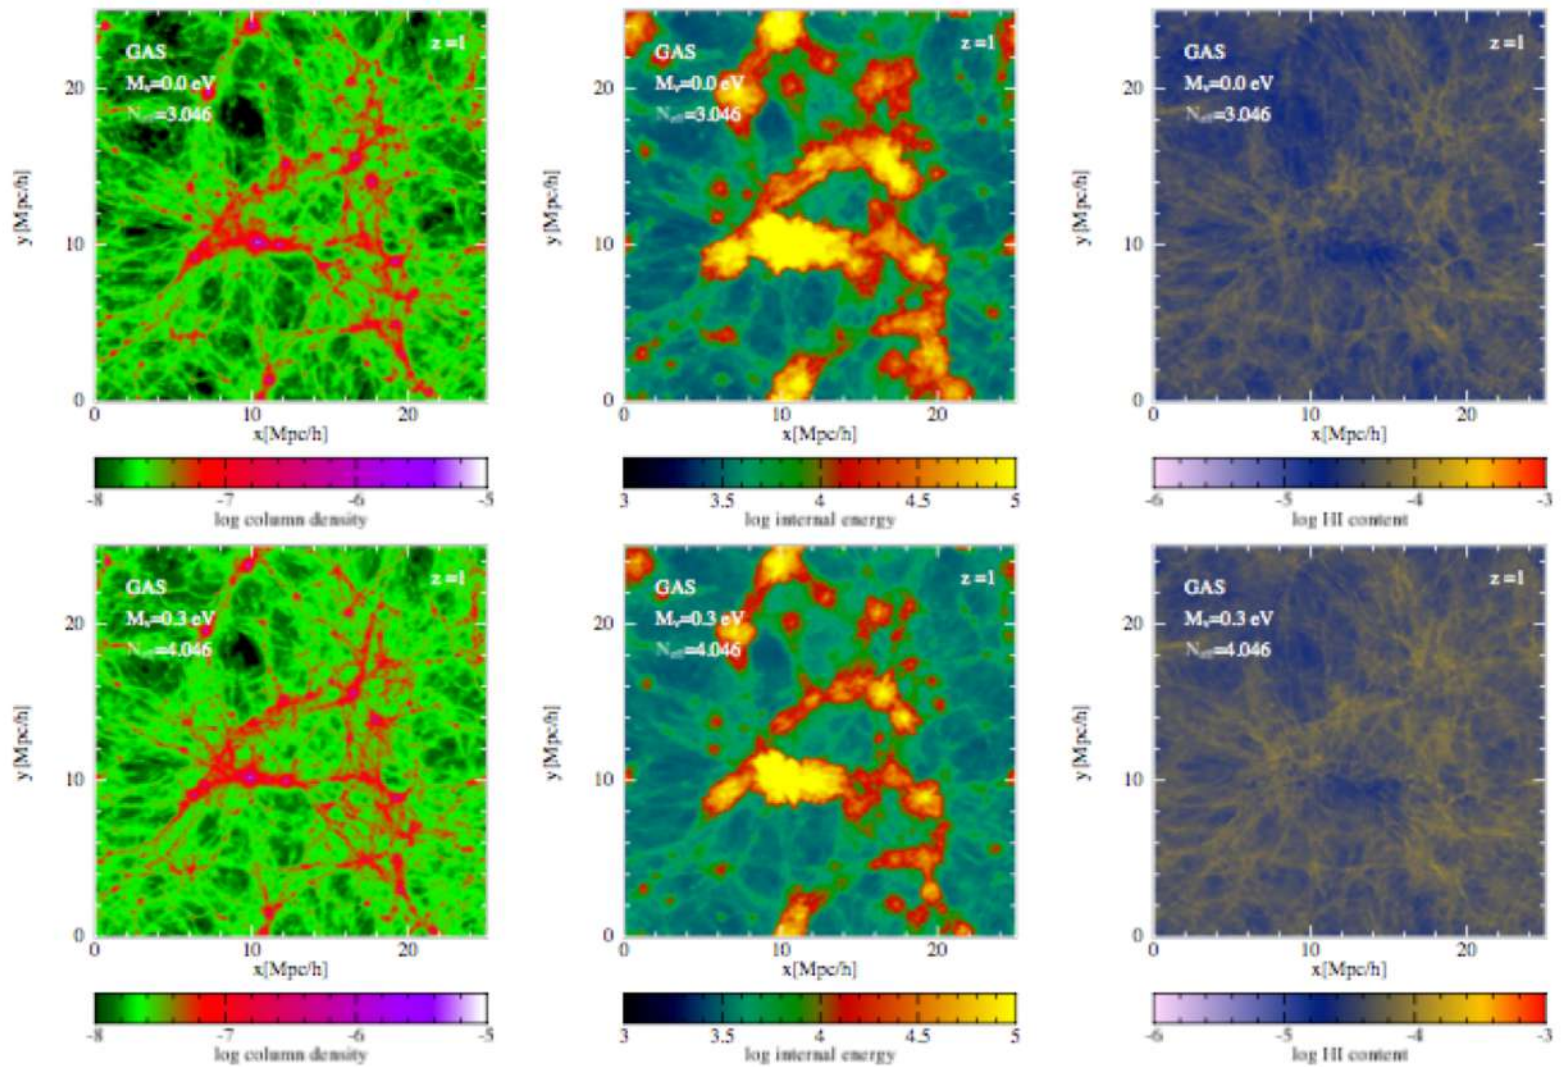 GAS
z=1
Mν=0.0 eV
Neff=3.046
20
10
0
y[Mpc/h]
0 10 20
x[Mpc/h]
-8 -7 -6 -5
log column density
GAS
z=1
Mν=0.0 eV
Neff=3.046
20
10
0
y[Mpc/h]
0 10 20
x[Mpc/h]
3 3.5 4 4.5 5
log internal energy
GAS
z=1
Mν=0.0 eV
Neff=3.046
20
10
0
y[Mpc/h]
0 10 20
x[Mpc/h]
-6 -5 -4 -3
log HI content
GAS
z=1
Mν=0.3 eV
Neff=4.046
20
10
0
y[Mpc/h]
0 10 20
x[Mpc/h]
-8 -7 -6 -5
log column density
GAS
z=1
Mν=0.3 eV
Neff=4.046
20
10
0
y[Mpc/h]
0 10 20
x[Mpc/h]
3 3.5 4 4.5 5
log internal energy
GAS
z=1
Mν=0.3 eV
Neff=4.046
20
10
0
y[Mpc/h]
0 10 20
x[Mpc/h]
-6 -5 -4 -3
log HI content